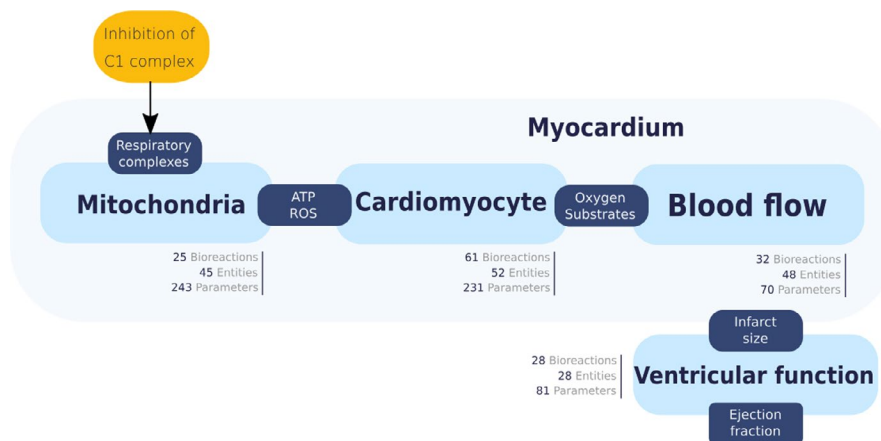 Inhibition of
C1 complex
Myocardium
Respiratory
complexes
Mitochondria
ATP
ROS
Cardiomyocyte
Oxygen
Substrates
Blood flow
25 Bioreactions
45 Entities
243 Parameters
61 Bioreactions
52 Entities
231 Parameters
32 Bioreactions
48 Entities
70 Parameters
Infarct
size
28 Bioreactions
28 Entities
81 Parameters
Ventricular function
Ejection
fraction